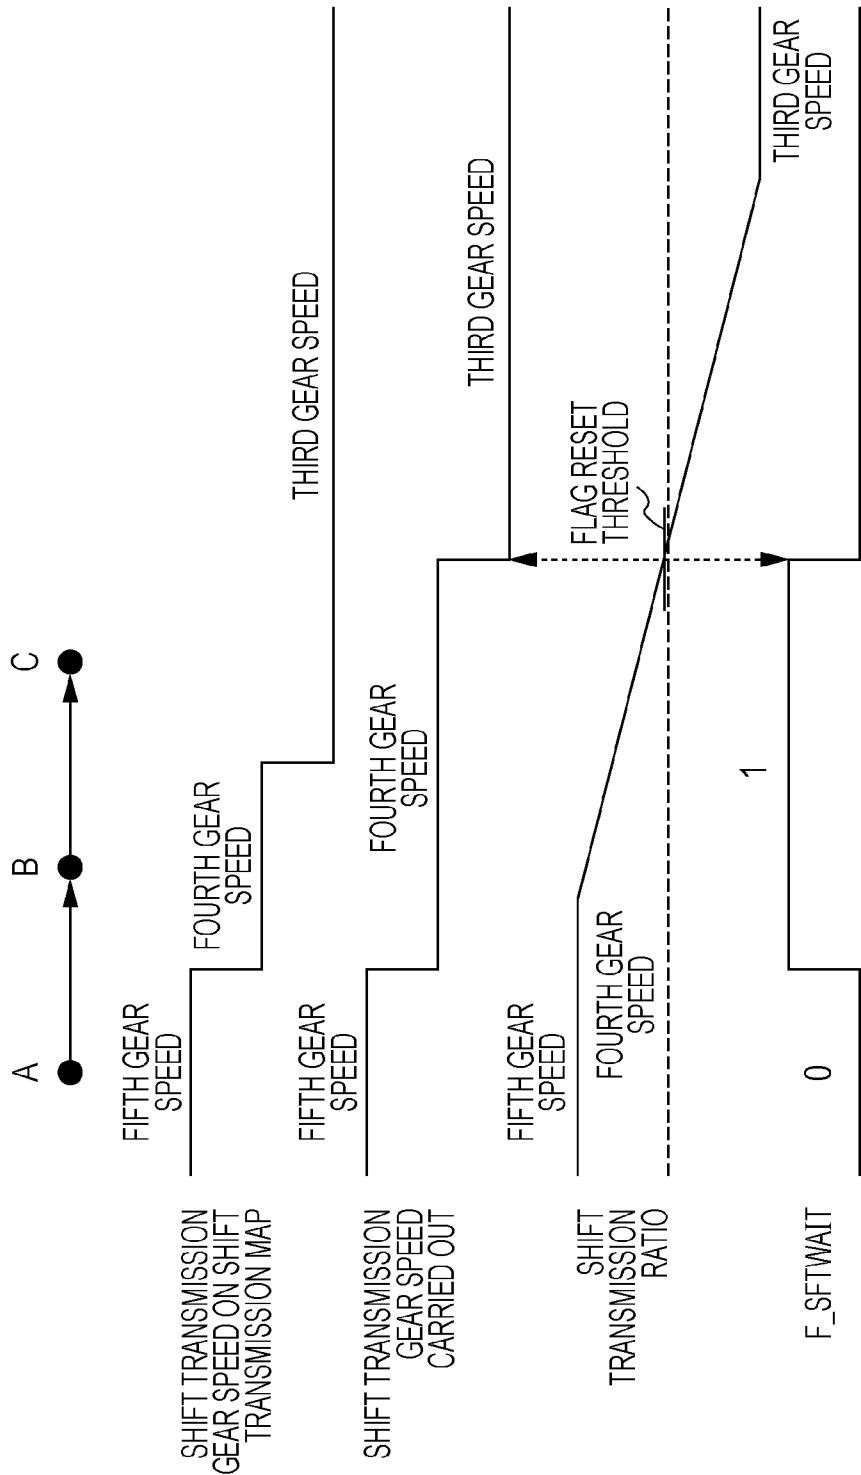 A
B
C
SHIFT TRANSMISSION
GEAR SPEED ON SHIFT
TRANSMISSION MAP
FIFTH GEAR
SPEED
FOURTH GEAR
SPEED
THIRD GEAR SPEED
SHIFT TRANSMISSION
GEAR SPEED
CARRIED OUT
FIFTH GEAR
SPEED
FOURTH GEAR
SPEED
THIRD GEAR SPEED
SHIFT
TRANSMISSION
RATIO
FIFTH GEAR
SPEED
FOURTH GEAR
SPEED
FLAG RESET
THRESHOLD
THIRD GEAR
SPEED
F_SFTWAIT
0
1